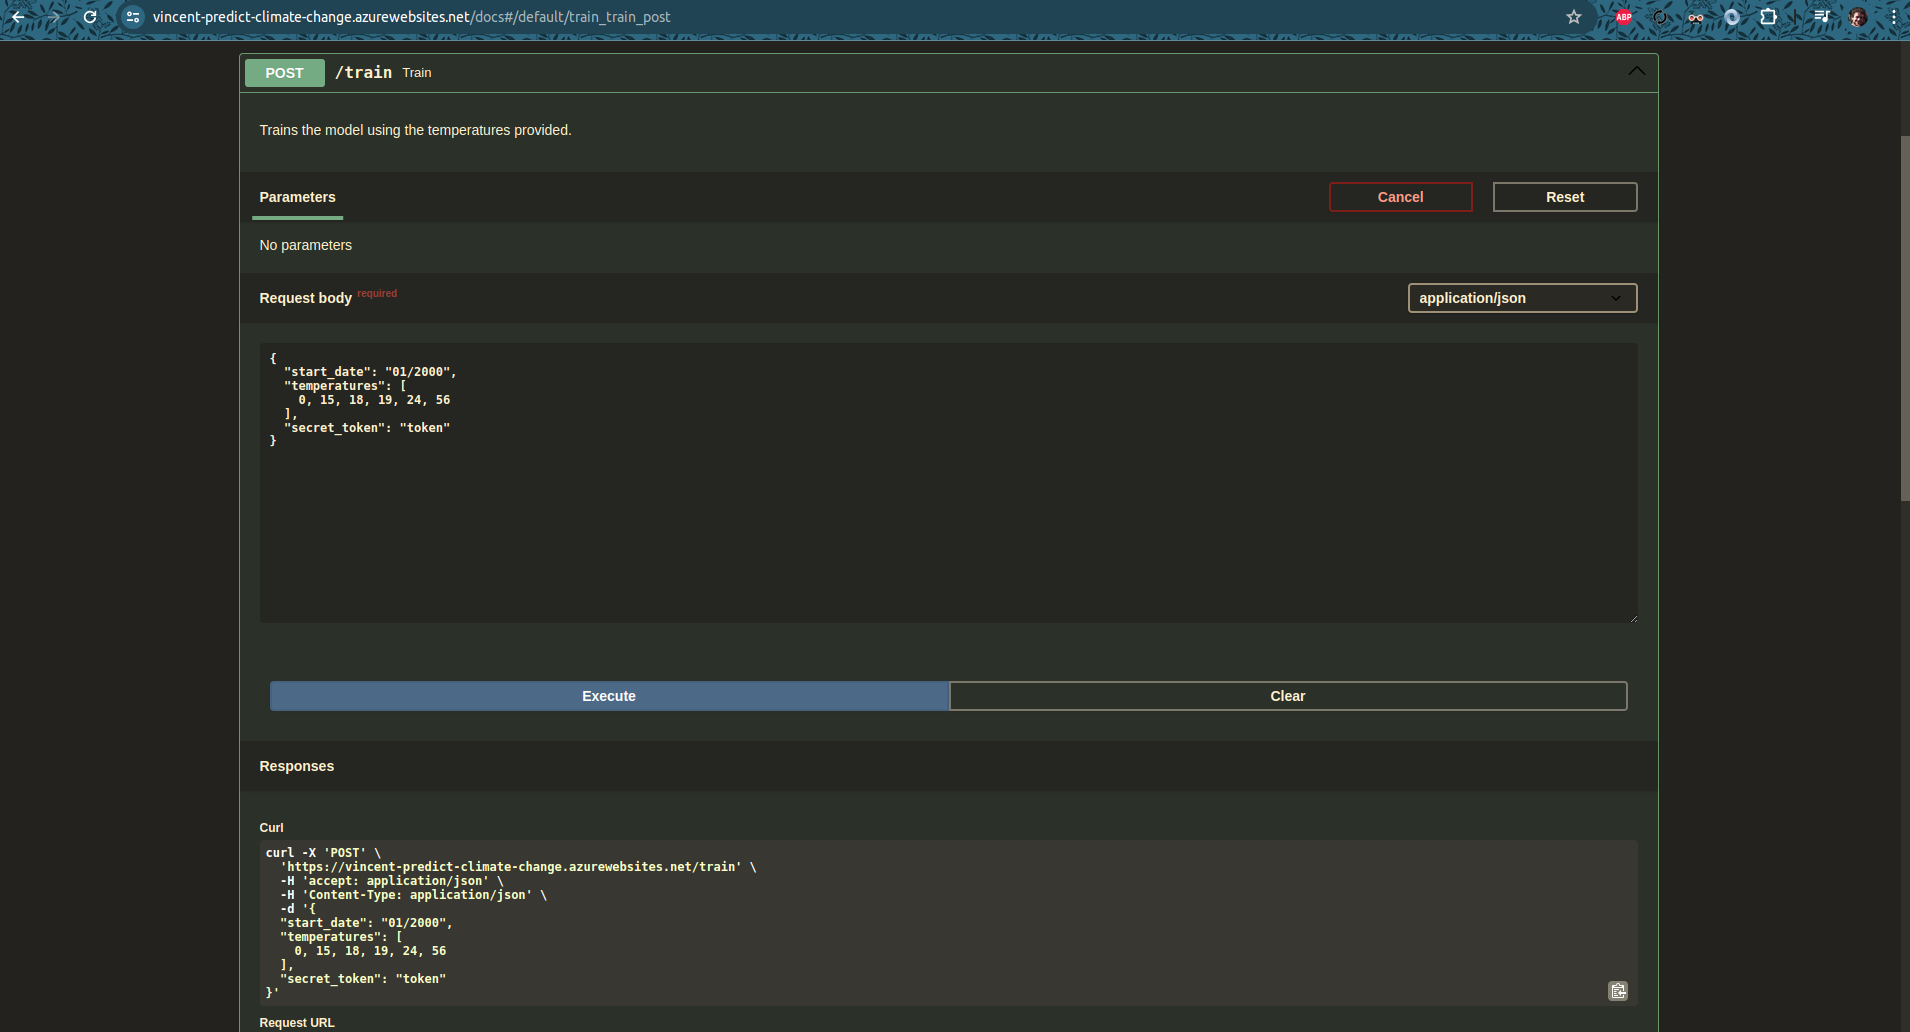 vincent-predict-climate-change.azurewebsites.net/docs#/default/train_train_post
ABP
POST /train Train
Trains the model using the temperatures provided.
Parameters
Cancel
Reset
No parameters
Request body required
application/json
{
  "start_date": "01/2000",
  "temperatures": [
    0, 15, 18, 19, 24, 56
  ],
  "secret_token": "token"
}
Execute
Clear
Responses
Curl
curl -X 'POST' \
  'https://vincent-predict-climate-change.azurewebsites.net/train' \
  -H 'accept: application/json' \
  -H 'Content-Type: application/json' \
  -d '{
  "start_date": "01/2000",
  "temperatures": [
    0, 15, 18, 19, 24, 56
  ],
  "secret_token": "token"
}'
Request URL